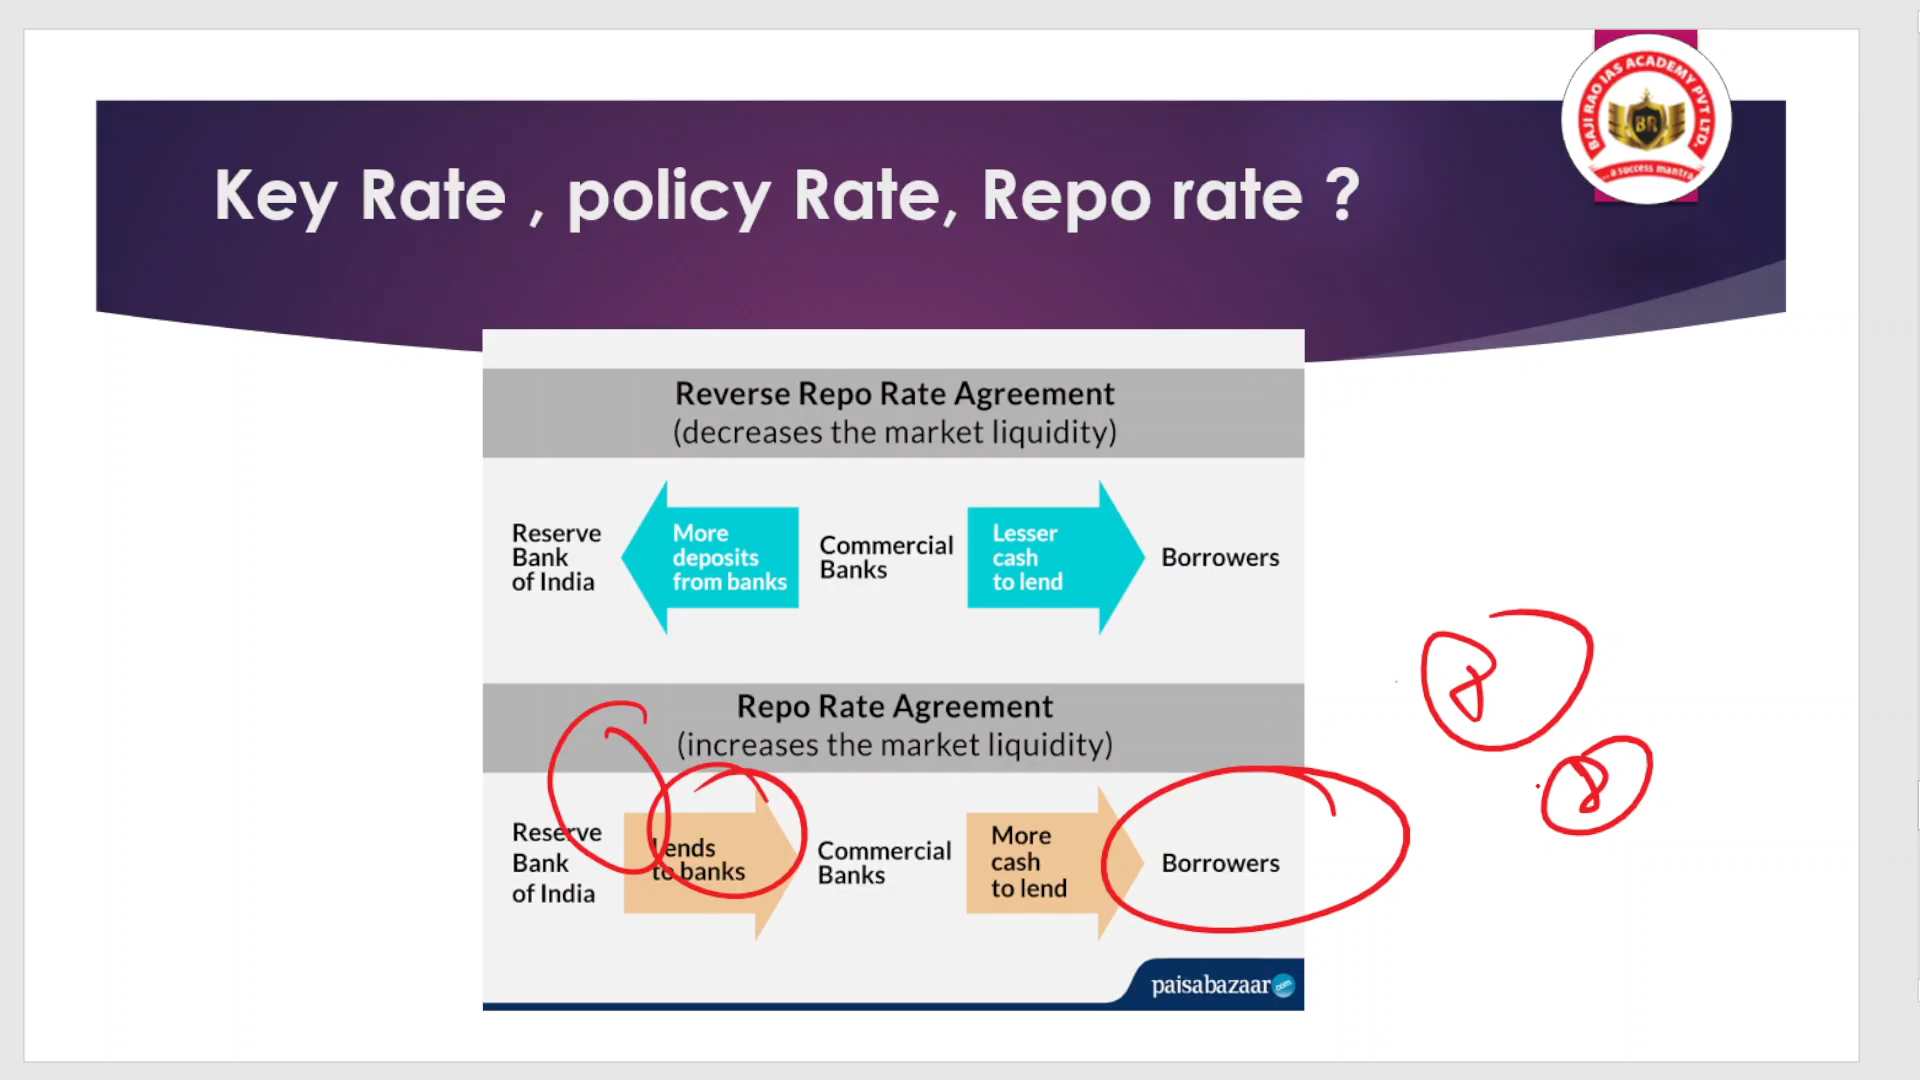 BAJI RAO IAS ACADEMY PVT LTD.
BR
... a success mantra
Key Rate , policy Rate, Repo rate ?
Reverse Repo Rate Agreement
(decreases the market liquidity)
Reserve
Bank
of India
More
deposits
from banks
Commercial
Banks
Lesser
cash
to lend
Borrowers
Repo Rate Agreement
(increases the market liquidity)
Reserve
Bank
of India
Lends
to banks
Commercial
Banks
More
cash
to lend
Borrowers
paisabazaar
com